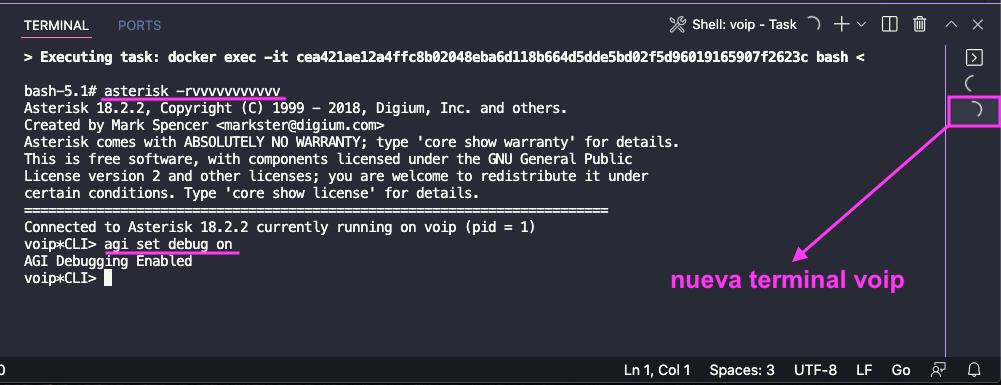 TERMINAL PORTS Shell: voip - Task
> Executing task: docker exec -it cea421ae12a4ffc8b02048eba6d118b664d5dde5bd02f5d96019165907f2623c bash <
bash-5.1# asterisk -rvvvvvvvvvvv
Asterisk 18.2.2, Copyright (C) 1999 - 2018, Digium, Inc. and others.
Created by Mark Spencer <markster@digium.com>
Asterisk comes with ABSOLUTELY NO WARRANTY; type 'core show warranty' for details.
This is free software, with components licensed under the GNU General Public
License version 2 and other licenses; you are welcome to redistribute it under
certain conditions. Type 'core show license' for details.
=========================================================================
Connected to Asterisk 18.2.2 currently running on voip (pid = 1)
voip*CLI> agi set debug on
AGI Debugging Enabled
voip*CLI>
nueva terminal voip
0 Ln 1, Col 1 Spaces: 3 UTF-8 LF Go